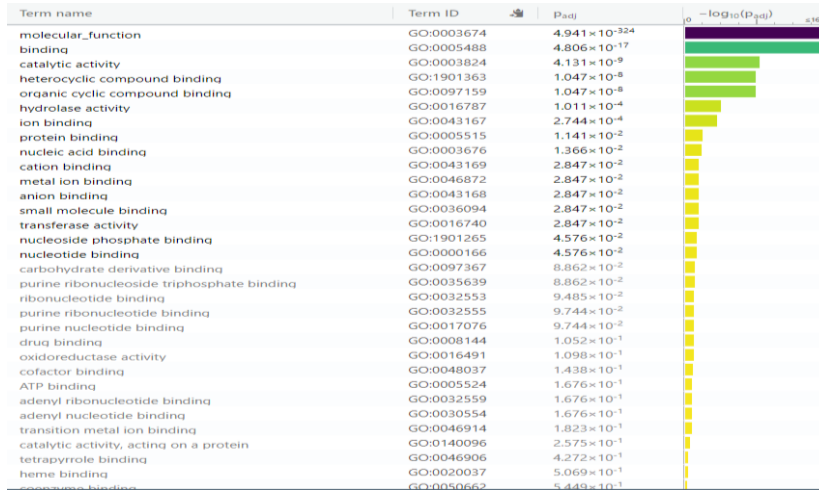 Term name Term ID padj −log10(padj)
0 ≤16
molecular_function GO:0003674 4.941×10-324
binding GO:0005488 4.806×10-17
catalytic activity GO:0003824 4.131×10-9
heterocyclic compound binding GO:1901363 1.047×10-8
organic cyclic compound binding GO:0097159 1.047×10-8
hydrolase activity GO:0016787 1.011×10-4
ion binding GO:0043167 2.744×10-4
protein binding GO:0005515 1.141×10-2
nucleic acid binding GO:0003676 1.366×10-2
cation binding GO:0043169 2.847×10-2
metal ion binding GO:0046872 2.847×10-2
anion binding GO:0043168 2.847×10-2
small molecule binding GO:0036094 2.847×10-2
transferase activity GO:0016740 2.847×10-2
nucleoside phosphate binding GO:1901265 4.576×10-2
nucleotide binding GO:0000166 4.576×10-2
carbohydrate derivative binding GO:0097367 8.862×10-2
purine ribonucleoside triphosphate binding GO:0035639 8.862×10-2
ribonucleotide binding GO:0032553 9.485×10-2
purine ribonucleotide binding GO:0032555 9.744×10-2
purine nucleotide binding GO:0017076 9.744×10-2
drug binding GO:0008144 1.052×10-1
oxidoreductase activity GO:0016491 1.098×10-1
cofactor binding GO:0048037 1.438×10-1
ATP binding GO:0005524 1.676×10-1
adenyl ribonucleotide binding GO:0032559 1.676×10-1
adenyl nucleotide binding GO:0030554 1.676×10-1
transition metal ion binding GO:0046914 1.823×10-1
catalytic activity, acting on a protein GO:0140096 2.575×10-1
tetrapyrrole binding GO:0046906 4.272×10-1
heme binding GO:0020037 5.069×10-1
coenzyme binding GO:0050662 5.449×10-1